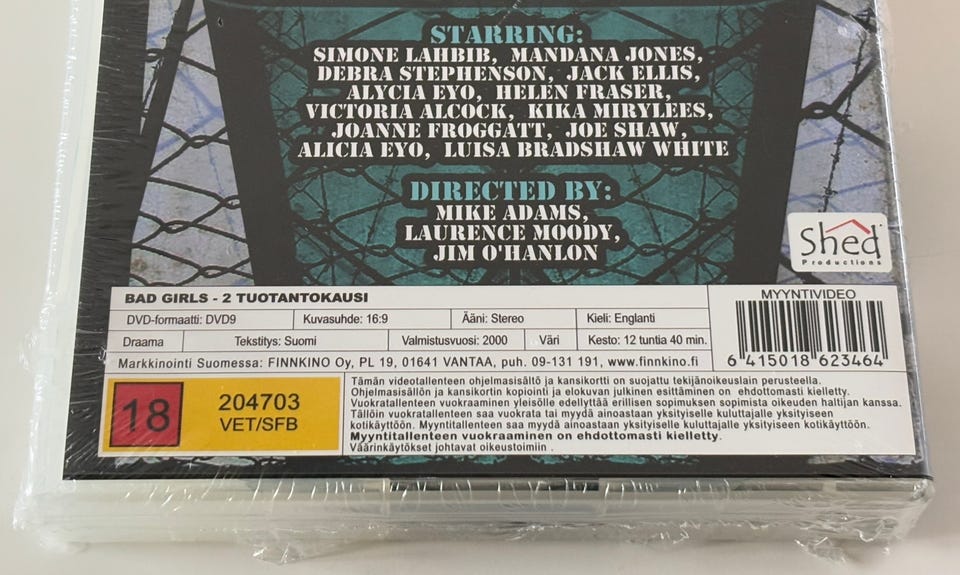 STARRING:
SIMONE LAHBIB, MANDANA JONES,
DEBRA STEPHENSON, JACK ELLIS,
ALYCIA EYO, HELEN FRASER,
VICTORIA ALCOCK, KIKA MIRYLEES,
JOANNE FROGGATT, JOE SHAW,
ALICIA EYO, LUISA BRADSHAW WHITE
DIRECTED BY:
MIKE ADAMS,
LAURENCE MOODY,
JIM O'HANLON
Shed
Productions
BAD GIRLS - 2 TUOTANTOKAUSI
DVD-formaatti: DVD9 Kuvasuhde: 16:9 Ääni: Stereo Kieli: Englanti
Draama Tekstitys: Suomi Valmistusvuosi: 2000 Väri Kesto: 12 tuntia 40 min.
Markkinointi Suomessa: FINNKINO Oy, PL 19, 01641 VANTAA, puh. 09-131 191, www.finnkino.fi
MYYNTIVIDEO
6 415018 623464
18
204703
VET/SFB
Tämän videotallenteen ohjelmasisältö ja kansikortti on suojattu tekijänoikeuslain perusteella.
Ohjelmasisällön ja kansikortin kopiointi ja elokuvan julkinen esittäminen on ehdottomasti kielletty.
Vuokratallenteen vuokraaminen yleisölle edellyttää erillisen sopimuksen sopimista oikeuden haltijan kanssa.
Tällöin vuokratallenteen saa vuokrata tai myydä ainoastaan yksityiselle kuluttajalle yksityiseen
kotikäyttöön. Myyntitallenteen saa myydä ainoastaan yksityiselle kuluttajalle yksityiseen kotikäyttöön.
Myyntitallenteen vuokraaminen on ehdottomasti kielletty.
Väärinkäytökset johtavat oikeustoimiin .